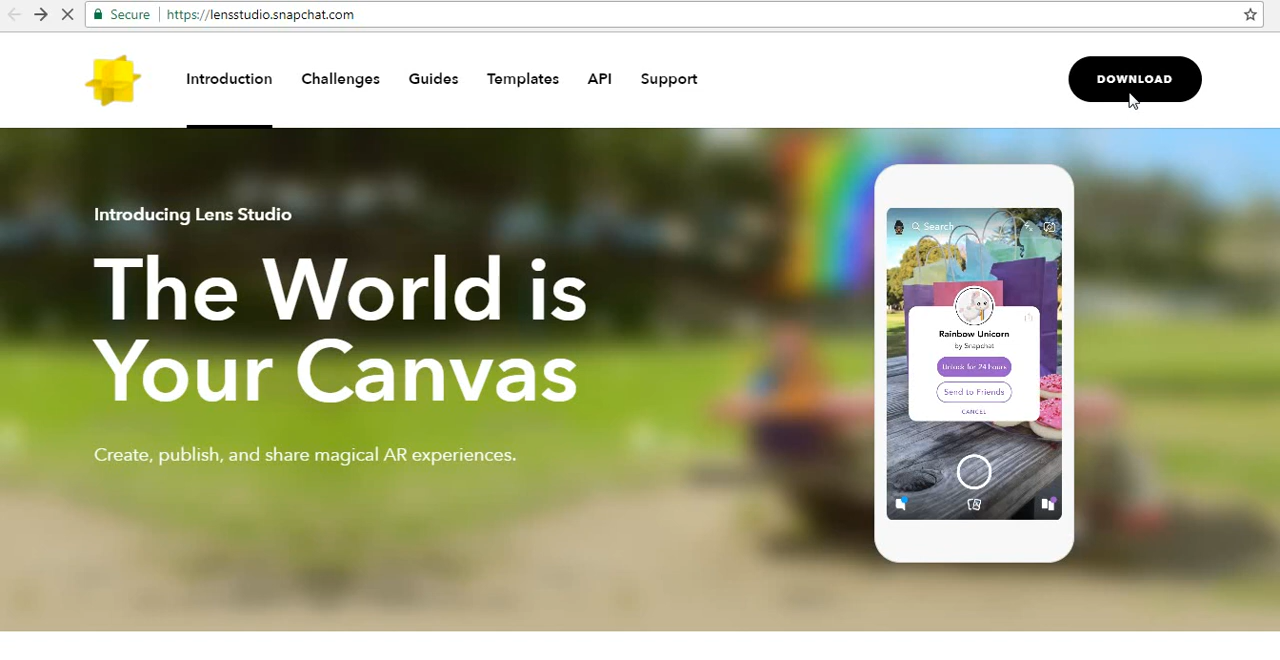 Secure | https://lensstudio.snapchat.com
Introduction Challenges Guides Templates API Support DOWNLOAD
Introducing Lens Studio
The World is
Your Canvas
Create, publish, and share magical AR experiences.
Search
Rainbow Unicorn
by Snapchat
Unlock for 24 hours
Send to Friends
CANCEL